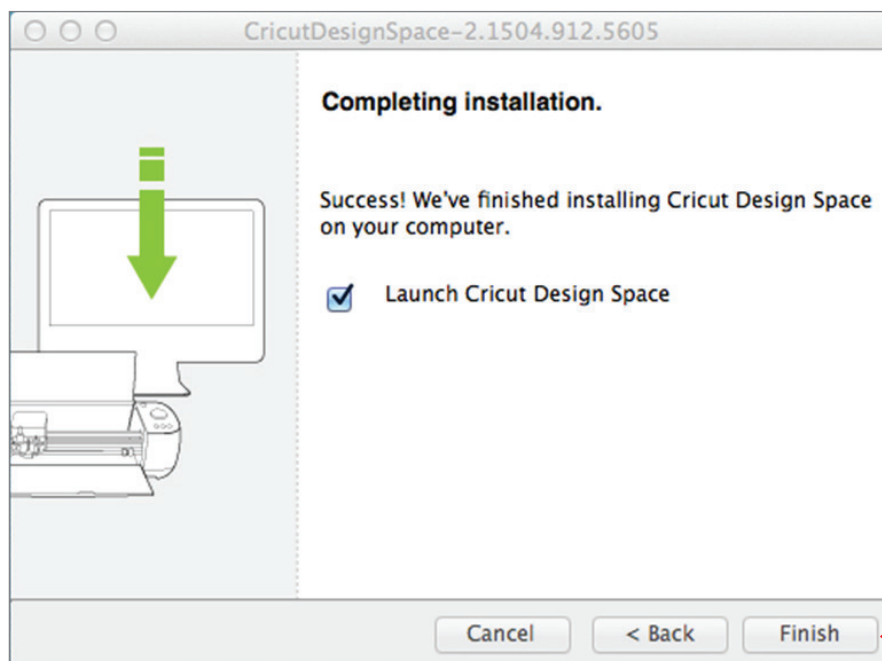 CricutDesignSpace-2.1504.912.5605
Completing installation.
Success! We've finished installing Cricut Design Space
on your computer.
Launch Cricut Design Space
Cancel
< Back
Finish